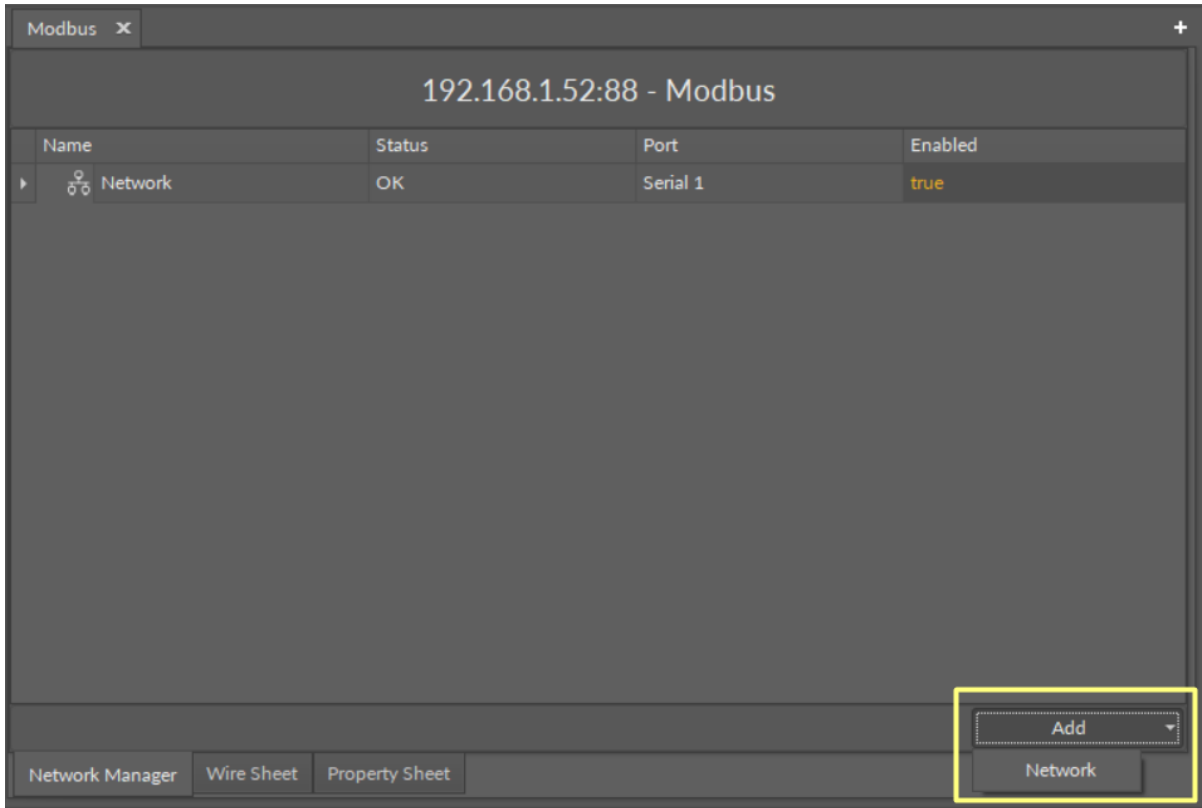 Modbus
192.168.1.52:88 - Modbus
Name Status Port Enabled
Network OK Serial 1 true
Add
Network Manager Wire Sheet Property Sheet Network